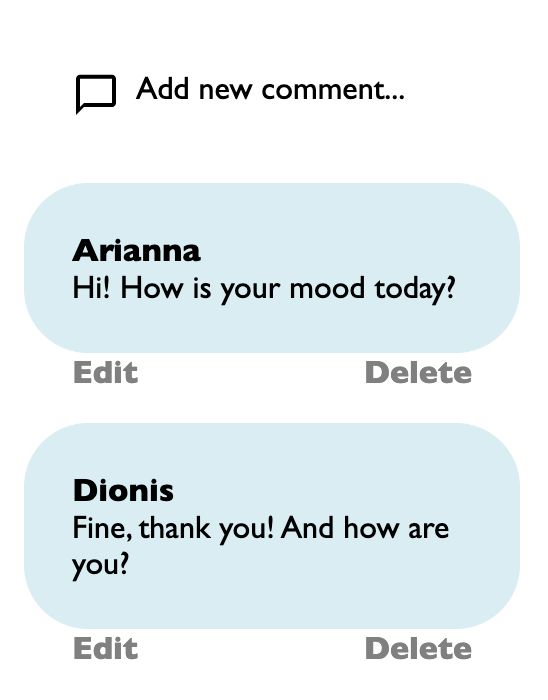 Add new comment...
Arianna
Hi! How is your mood today?
Edit Delete
Dionis
Fine, thank you! And how are
you?
Edit Delete